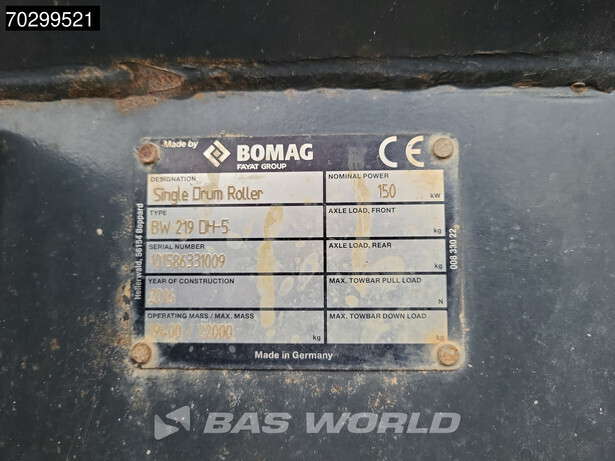 70299521
Made by BOMAG
FAYAT GROUP
CE
DESIGNATION
Single Drum Roller
NOMINAL POWER
150 kW
TYPE
BW 219 DH-5
AXLE LOAD, FRONT
kg
SERIAL NUMBER
101586331009
AXLE LOAD, REAR
kg
YEAR OF CONSTRUCTION
MAX. TOWBAR PULL LOAD
N
OPERATING MASS / MAX. MASS
kg
MAX. TOWBAR DOWN LOAD
kg
Made in Germany
Hellerwald, 56154 Boppard
008 330 22
BAS WORLD